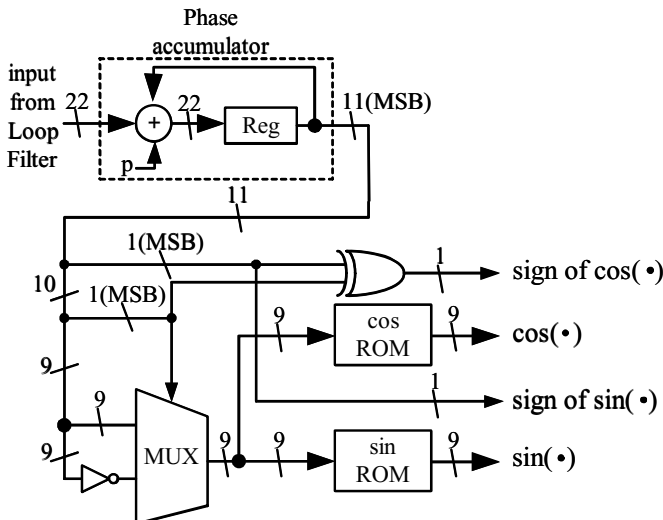 Phase
accumulator
input
from
Loop
Filter
22
+
p
22
Reg
11(MSB)
11
1(MSB)
10
1(MSB)
1
sign of cos(•)
9
cos
ROM
9
cos(•)
9
9
1
sign of sin(•)
9
MUX
9
9
sin
ROM
9
sin(•)